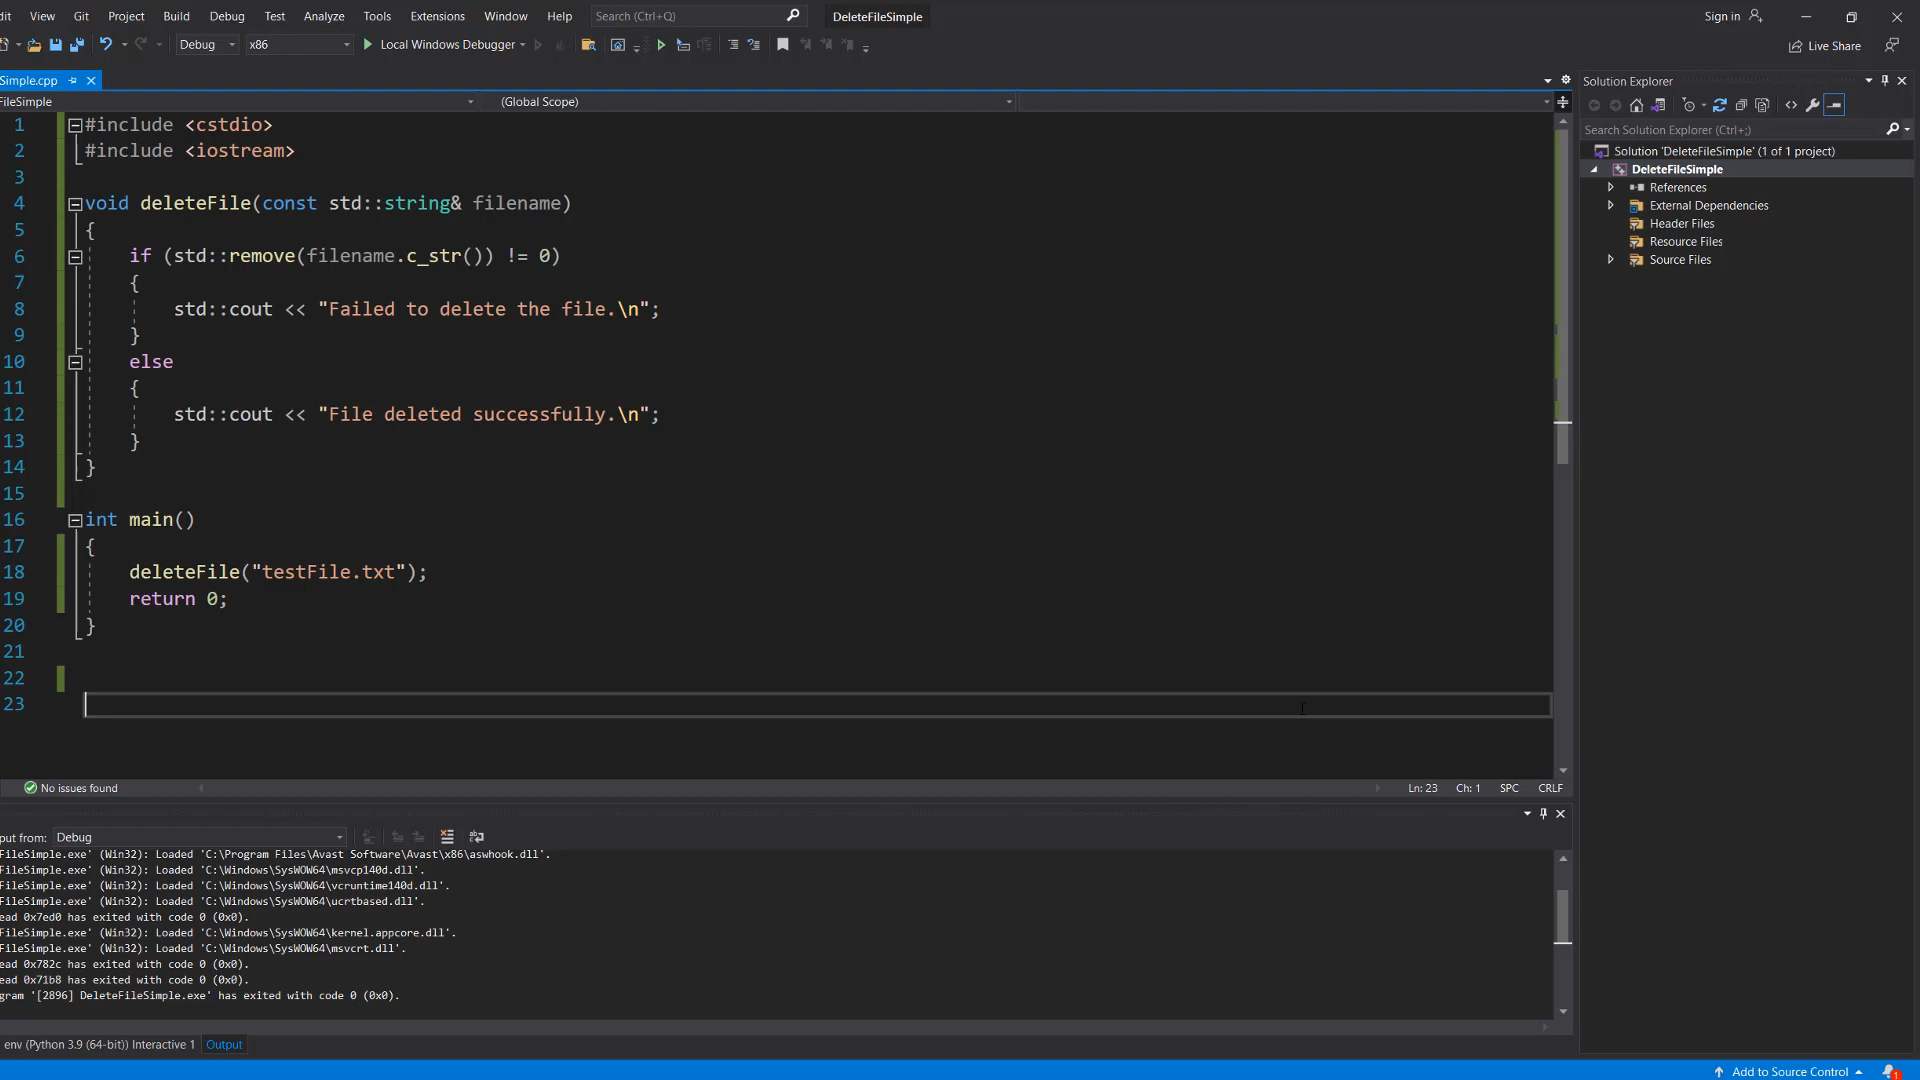 dit View Git Project Build Debug Test Analyze Tools Extensions Window Help Search (Ctrl+Q) DeleteFileSimple Sign in
Debug x86 Local Windows Debugger Live Share
Simple.cpp
FileSimple (Global Scope)
1 #include <cstdio>
2 #include <iostream>
3
4 void deleteFile(const std::string& filename)
5 {
6 if (std::remove(filename.c_str()) != 0)
7 {
8 std::cout << "Failed to delete the file.\n";
9 }
10 else
11 {
12 std::cout << "File deleted successfully.\n";
13 }
14 }
15
16 int main()
17 {
18 deleteFile("testFile.txt");
19 return 0;
20 }
21
22
23
No issues found Ln: 23 Ch: 1 SPC CRLF
put from: Debug
FileSimple.exe' (Win32): Loaded 'C:\Program Files\Avast Software\Avast\x86\aswhook.dll'.
FileSimple.exe' (Win32): Loaded 'C:\Windows\SysWOW64\msvcp140d.dll'.
FileSimple.exe' (Win32): Loaded 'C:\Windows\SysWOW64\vcruntime140d.dll'.
FileSimple.exe' (Win32): Loaded 'C:\Windows\SysWOW64\ucrtbased.dll'.
ead 0x7ed0 has exited with code 0 (0x0).
FileSimple.exe' (Win32): Loaded 'C:\Windows\SysWOW64\kernel.appcore.dll'.
FileSimple.exe' (Win32): Loaded 'C:\Windows\SysWOW64\msvcrt.dll'.
ead 0x782c has exited with code 0 (0x0).
ead 0x71b8 has exited with code 0 (0x0).
gram '[2896] DeleteFileSimple.exe' has exited with code 0 (0x0).
env (Python 3.9 (64-bit)) Interactive 1 Output
Solution Explorer
Search Solution Explorer (Ctrl+;)
Solution 'DeleteFileSimple' (1 of 1 project)
DeleteFileSimple
References
External Dependencies
Header Files
Resource Files
Source Files
Add to Source Control 1